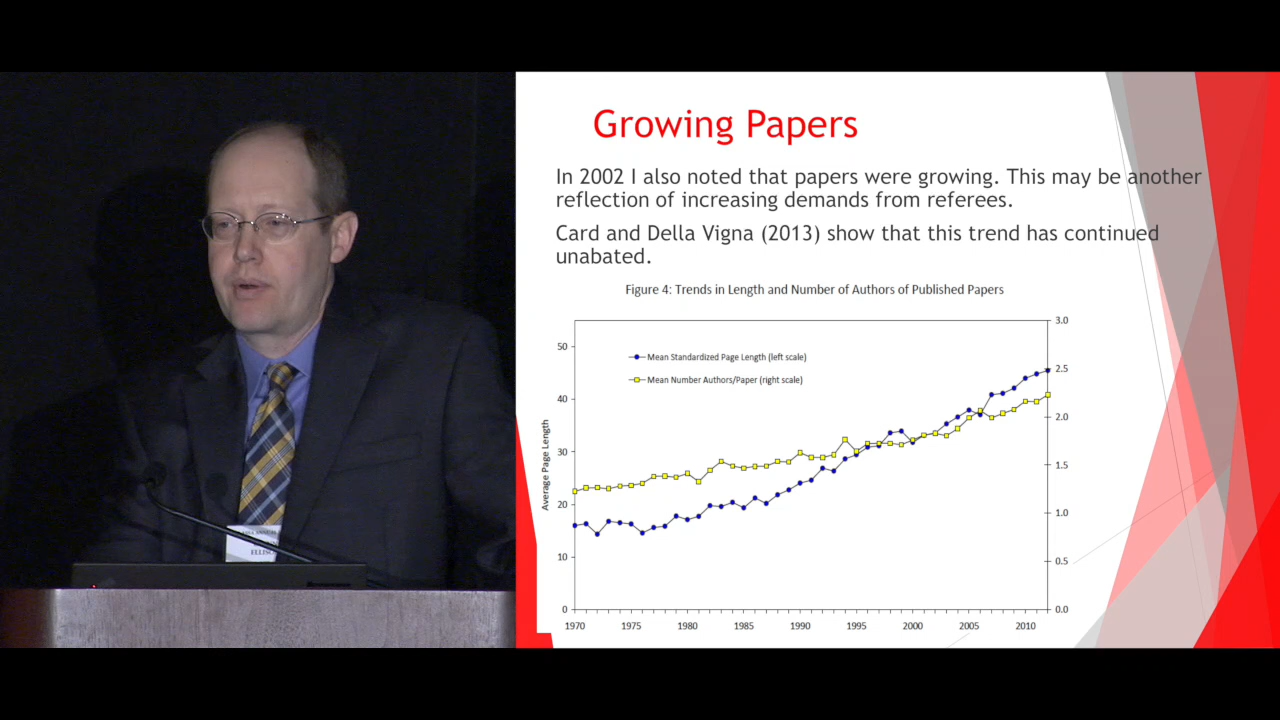 Growing Papers
In 2002 I also noted that papers were growing. This may be another
reflection of increasing demands from referees.
Card and Della Vigna (2013) show that this trend has continued
unabated.
Figure 4: Trends in Length and Number of Authors of Published Papers
Mean Standardized Page Length (left scale)
Mean Number Authors/Paper (right scale)
Average Page Length
50
40
30
20
10
0
3.0
2.5
2.0
1.5
1.0
0.5
0.0
1970 1975 1980 1985 1990 1995 2000 2005 2010